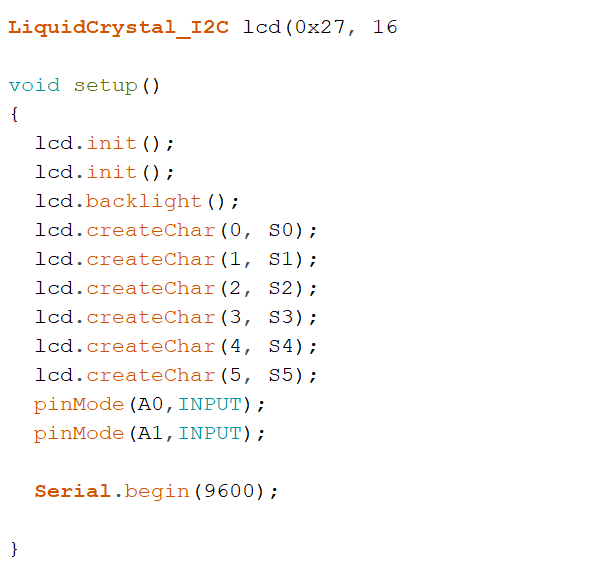 LiquidCrystal_I2C lcd(0x27, 16
void setup()
{
lcd.init();
lcd.init();
lcd.backlight();
lcd.createChar(0, S0);
lcd.createChar(1, S1);
lcd.createChar(2, S2);
lcd.createChar(3, S3);
lcd.createChar(4, S4);
lcd.createChar(5, S5);
pinMode(A0,INPUT);
pinMode(A1,INPUT);
Serial.begin(9600);
}